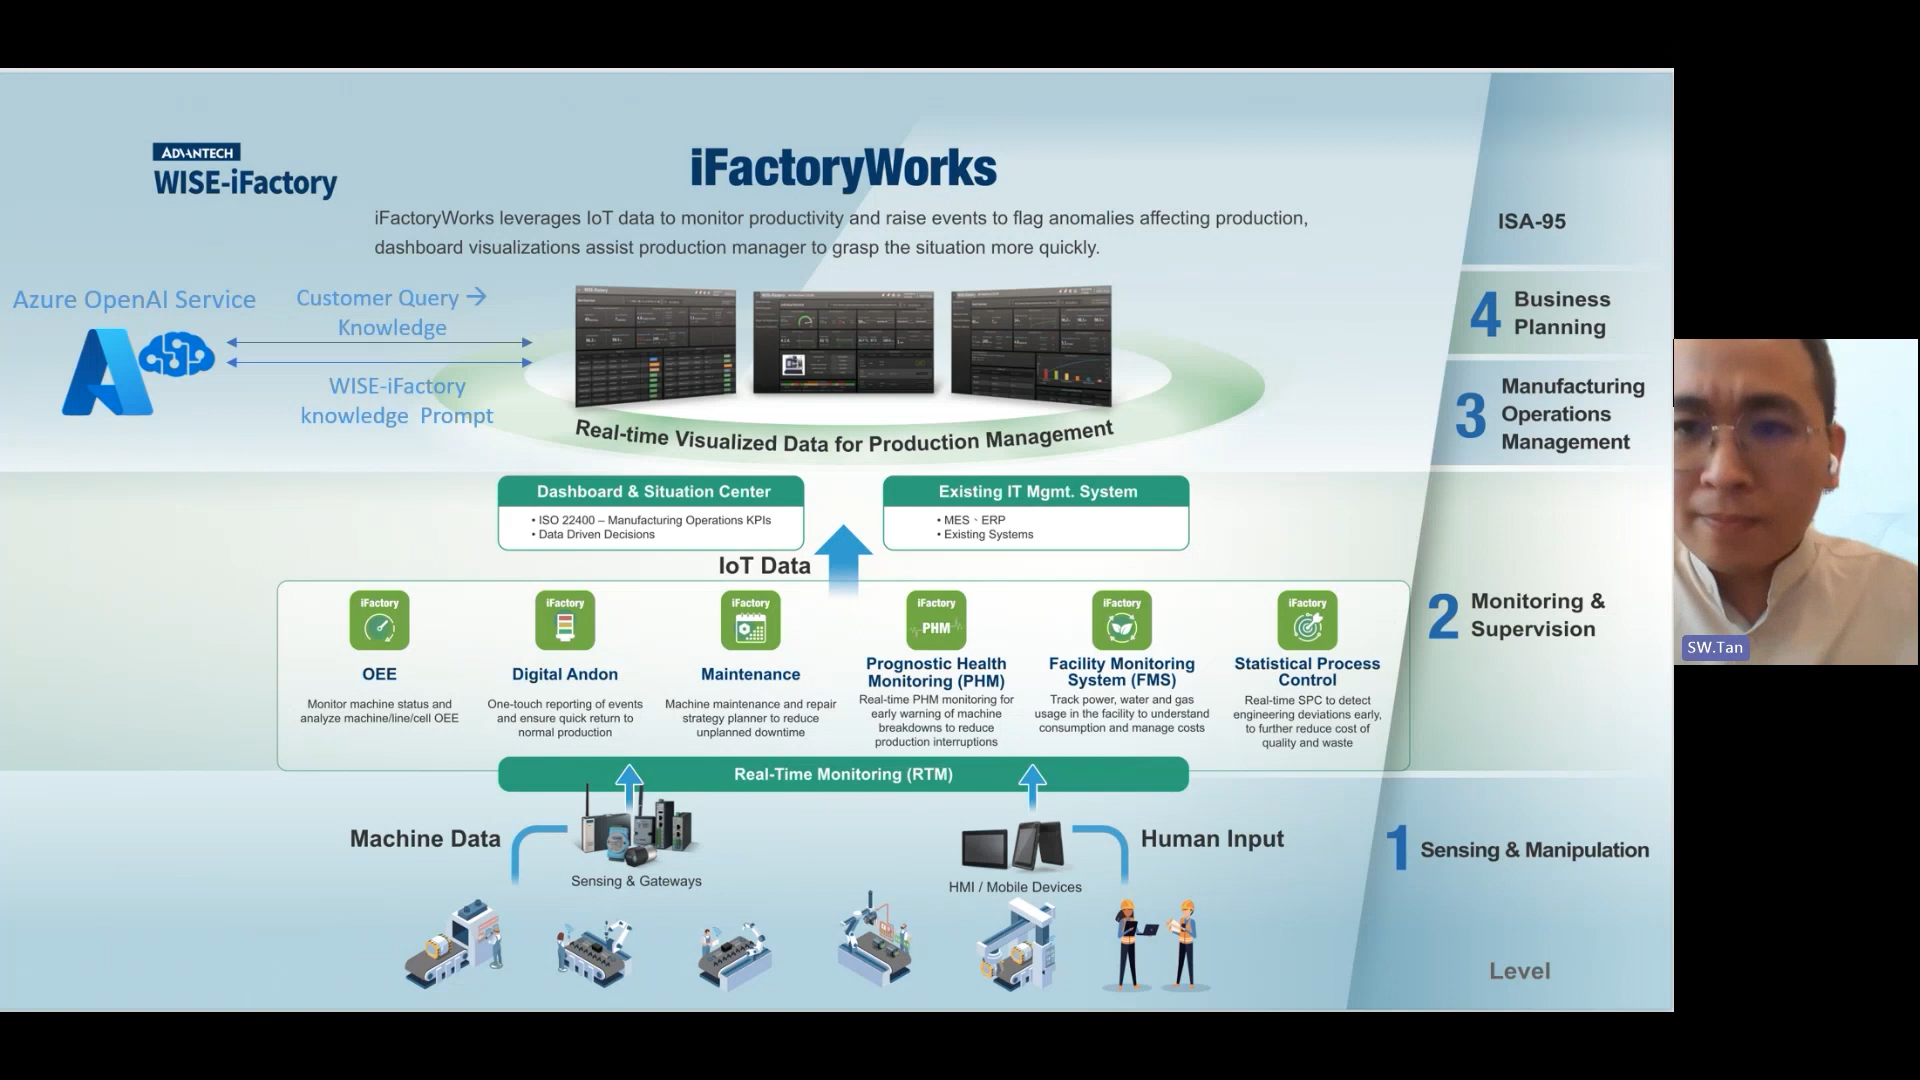 ADVANTECH
WISE-iFactory
iFactoryWorks
iFactoryWorks leverages IoT data to monitor productivity and raise events to flag anomalies affecting production,
dashboard visualizations assist production manager to grasp the situation more quickly.
ISA-95
Azure OpenAI Service
Customer Query →
Knowledge
WISE-iFactory
knowledge Prompt
Real-time Visualized Data for Production Management
4 Business
Planning
3 Manufacturing
Operations
Management
Dashboard & Situation Center
• ISO 22400 – Manufacturing Operations KPIs
• Data Driven Decisions
Existing IT Mgmt. System
• MES、ERP
• Existing Systems
IoT Data
iFactory
OEE
Monitor machine status and
analyze machine/line/cell OEE
iFactory
Digital Andon
One-touch reporting of events
and ensure quick return to
normal production
iFactory
Maintenance
Machine maintenance and repair
strategy planner to reduce
unplanned downtime
iFactory
PHM
Prognostic Health
Monitoring (PHM)
Real-time PHM monitoring for
early warning of machine
breakdowns to reduce
production interruptions
iFactory
Facility Monitoring
System (FMS)
Track power, water and gas
usage in the facility to understand
consumption and manage costs
iFactory
Statistical Process
Control
Real-time SPC to detect
engineering deviations early,
to further reduce cost of
quality and waste
2 Monitoring &
Supervision
SW.Tan
Real-Time Monitoring (RTM)
Machine Data
Sensing & Gateways
HMI / Mobile Devices
Human Input
1 Sensing & Manipulation
Level